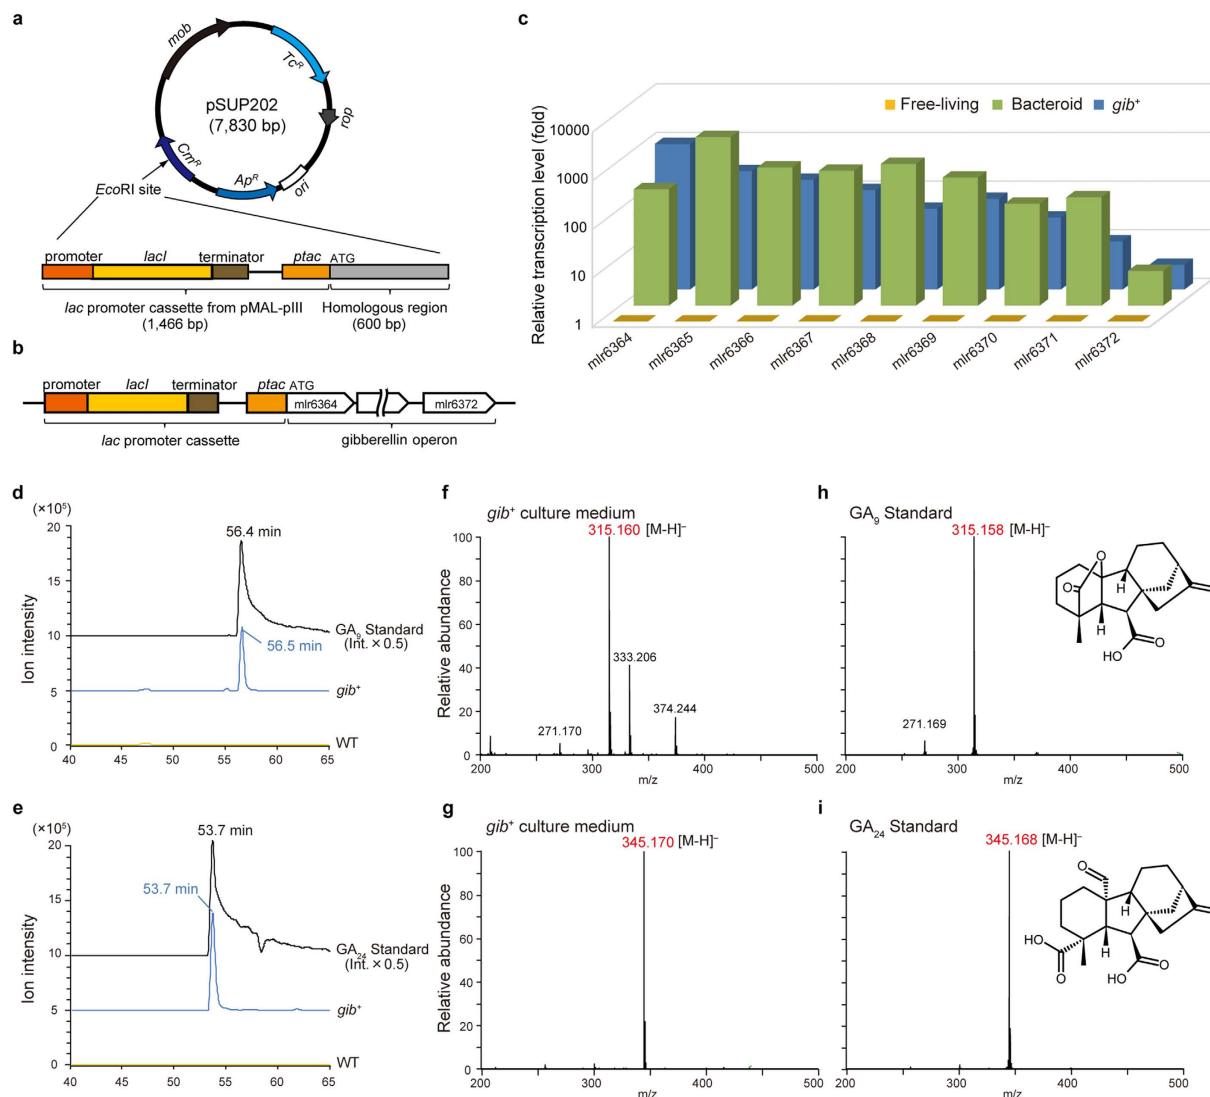 a
mob
Tc^R
pSUP202
(7,830 bp)
rop
Cm^R
Ap^R
ori
EcoRI site
promoter lacI terminator ptac ATG
lac promoter cassette from pMAL-pIII
(1,466 bp)
Homologous region
(600 bp)
b
promoter lacI terminator ptac ATG
mlr6364 mlr6372
lac promoter cassette gibberellin operon
c
Free-living Bacteroid gib⁺
Relative transcription level (fold)
10000
1000
100
10
1
mlr6364 mlr6365 mlr6366 mlr6367 mlr6368 mlr6369 mlr6370 mlr6371 mlr6372
d
(×10⁵)
Ion intensity
20
15
10
5
0
56.4 min
GA₉ Standard
(Int. × 0.5)
56.5 min
gib⁺
WT
40 45 50 55 60 65
e
(×10⁵)
Ion intensity
20
15
10
5
0
53.7 min
53.7 min
GA₂₄ Standard
(Int. × 0.5)
gib⁺
WT
40 45 50 55 60 65
f
gib⁺ culture medium
315.160 [M-H]⁻
Relative abundance
100
80
60
40
20
0
333.206
374.244
271.170
200 300 400 500
m/z
g
gib⁺ culture medium
345.170 [M-H]⁻
Relative abundance
100
80
60
40
20
0
200 300 400 500
m/z
h
GA₉ Standard
315.158 [M-H]⁻
271.169
O
O
H
H
HO
O
200 300 400 500
m/z
i
GA₂₄ Standard
345.168 [M-H]⁻
O
H
HO
H
O
HO
O
200 300 400 500
m/z